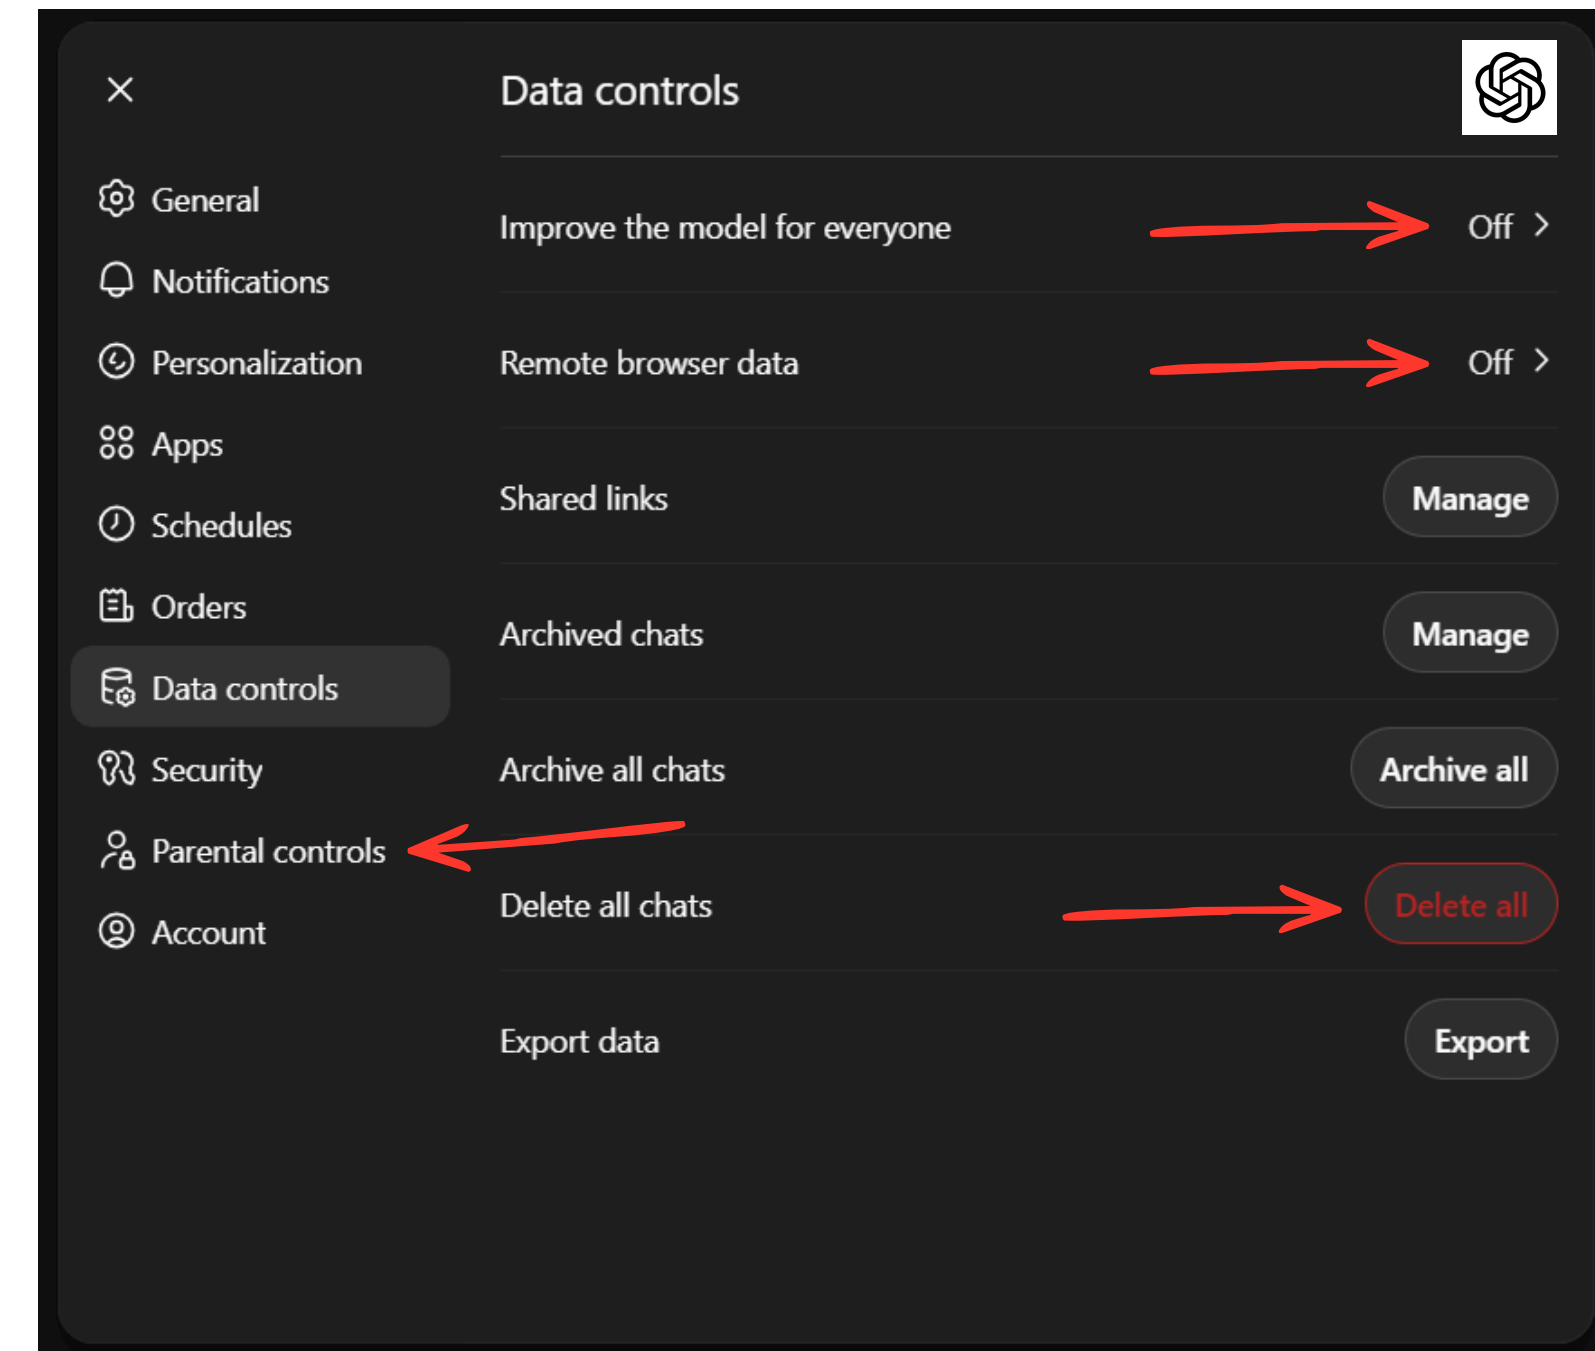 Data controls
General
Notifications
Personalization
Apps
Schedules
Orders
Data controls
Security
Parental controls
Account
Improve the model for everyone Off
Remote browser data Off
Shared links Manage
Archived chats Manage
Archive all chats Archive all
Delete all chats Delete all
Export data Export